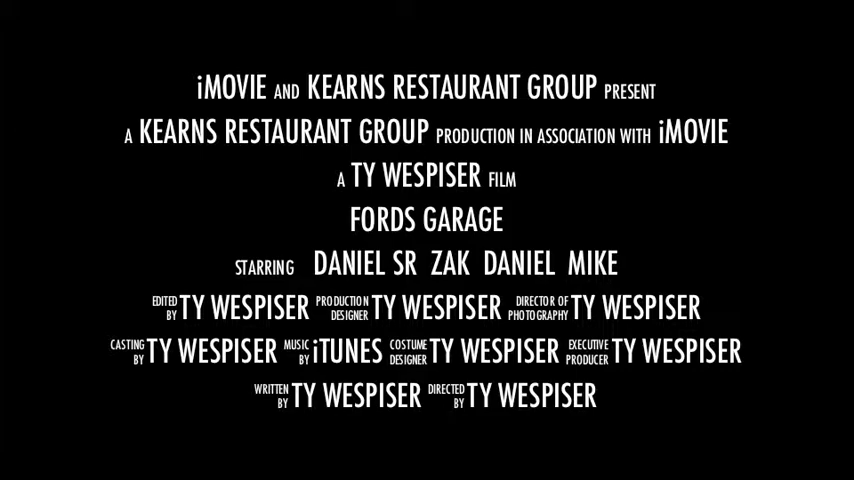 iMOVIE AND KEARNS RESTAURANT GROUP PRESENT
A KEARNS RESTAURANT GROUP PRODUCTION IN ASSOCIATION WITH iMOVIE
A TY WESPISER FILM
FORDS GARAGE
STARRING DANIEL SR ZAK DANIEL MIKE
EDITED BY TY WESPISER PRODUCTION DESIGNER TY WESPISER DIRECTOR OF PHOTOGRAPHY TY WESPISER
CASTING BY TY WESPISER MUSIC BY iTUNES COSTUME DESIGNER TY WESPISER EXECUTIVE PRODUCER TY WESPISER
WRITTEN BY TY WESPISER DIRECTED BY TY WESPISER